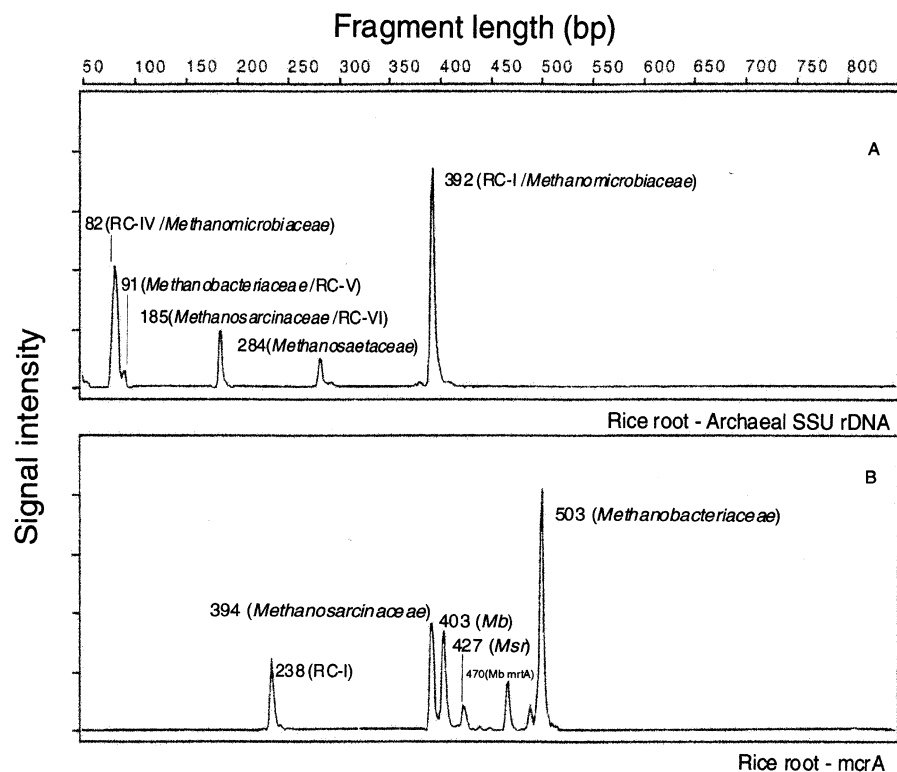 Fragment length (bp)
50 100 150 200 250 300 350 400 450 500 550 600 650 700 750 800
A
392 (RC-I /Methanomicrobiaceae)
82 (RC-IV /Methanomicrobiaceae)
91 (Methanobacteriaceae/RC-V)
185(Methanosarcinaceae/RC-VI)
284(Methanosaetaceae)
Rice root - Archaeal SSU rDNA
Signal intensity
B
503 (Methanobacteriaceae)
394 (Methanosarcinaceae)
403 (Mb)
427 (Msr)
470(Mb mrtA)
238 (RC-I)
Rice root - mcrA